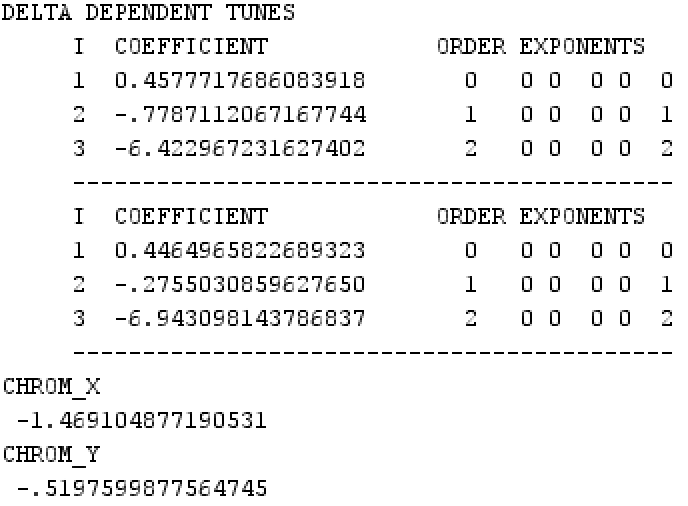 DELTA DEPENDENT TUNES
I COEFFICIENT ORDER EXPONENTS
1 0.4577717686083918 0 0 0 0 0 0
2 -.7787112067167744 1 0 0 0 0 1
3 -6.422967231627402 2 0 0 0 0 2
-------------------------------------------
I COEFFICIENT ORDER EXPONENTS
1 0.4464965822689323 0 0 0 0 0 0
2 -.2755030859627650 1 0 0 0 0 1
3 -6.943098143786837 2 0 0 0 0 2
-------------------------------------------
CHROM_X
-1.469104877190531
CHROM_Y
-.5197599877564745